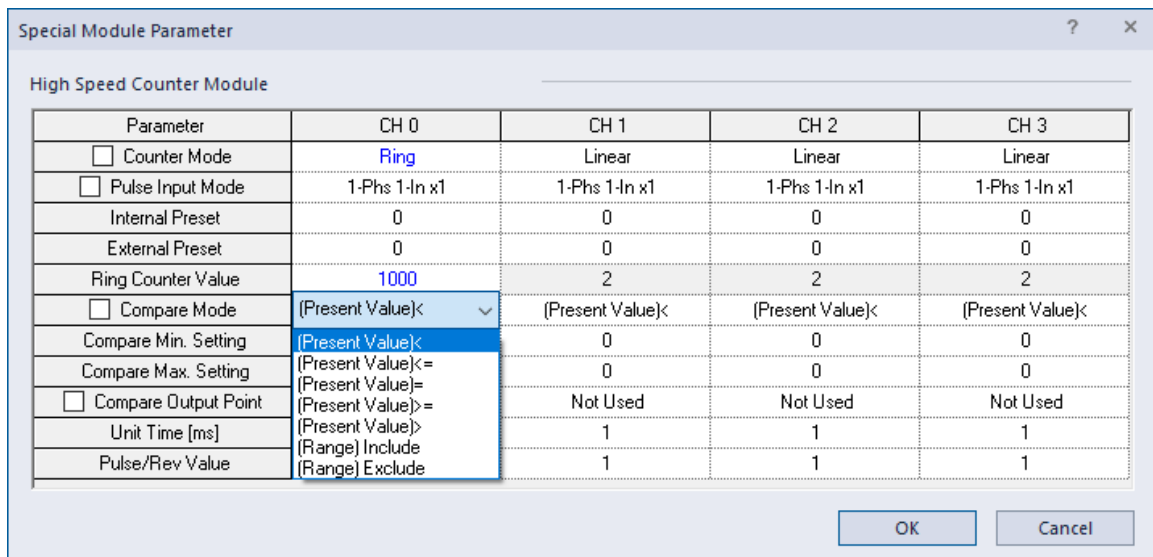 Special Module Parameter ? ×
High Speed Counter Module
Parameter CH 0 CH 1 CH 2 CH 3
Counter Mode Ring Linear Linear Linear
Pulse Input Mode 1-Phs 1-In x1 1-Phs 1-In x1 1-Phs 1-In x1 1-Phs 1-In x1
Internal Preset 0 0 0 0
External Preset 0 0 0 0
Ring Counter Value 1000 2 2 2
Compare Mode (Present Value)< (Present Value)< (Present Value)< (Present Value)<
Compare Min. Setting 0 0 0
Compare Max. Setting 0 0 0
Compare Output Point Not Used Not Used Not Used
Unit Time [ms] 1 1 1
Pulse/Rev Value 1 1 1
(Present Value)<
(Present Value)<=
(Present Value)=
(Present Value)>=
(Present Value)>
(Range) Include
(Range) Exclude
OK Cancel